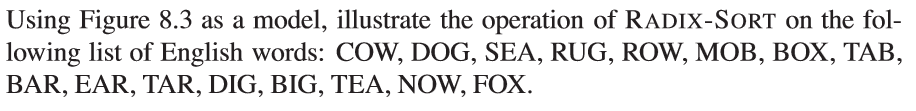 Using Figure 8.3 as a model, illustrate the operation of RADIX-SORT on the fol-
lowing list of English words: COW, DOG, SEA, RUG, ROW, MOB, BOX, TAB,
BAR, EAR, TAR, DIG, BIG, TEA, NOW, FOX.